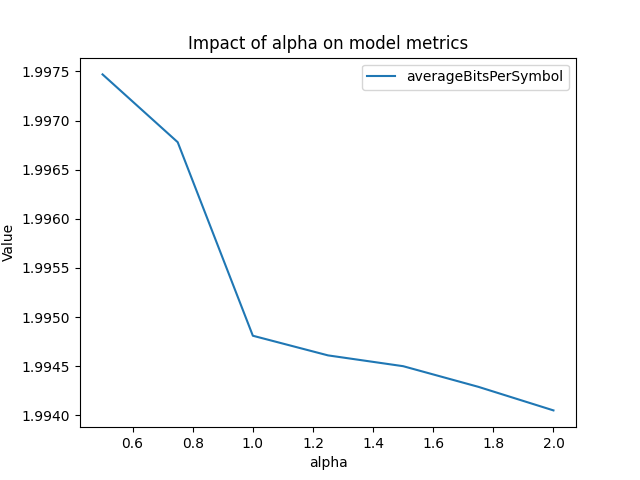 Impact of alpha on model metrics
averageBitsPerSymbol
Value
1.9975
1.9970
1.9965
1.9960
1.9955
1.9950
1.9945
1.9940
0.6 0.8 1.0 1.2 1.4 1.6 1.8 2.0
alpha